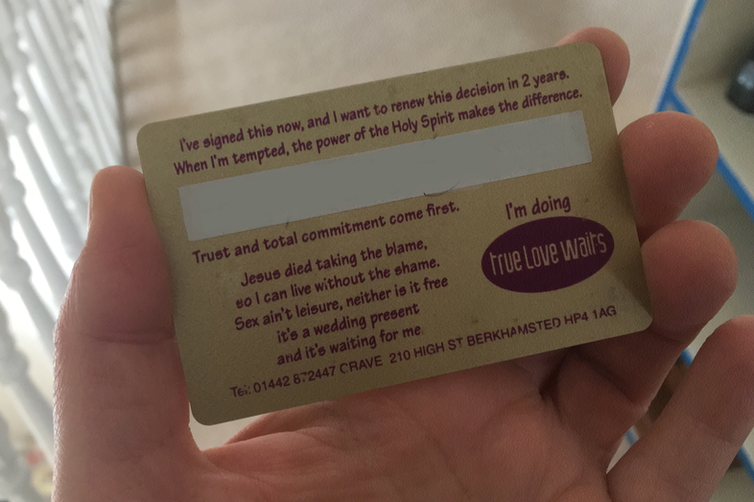 I've signed this now, and I want to renew this decision in 2 years.
When I'm tempted, the power of the Holy Spirit makes the difference.
Trust and total commitment come first.
Jesus died taking the blame,
so I can live without the shame.
Sex ain't leisure, neither is it free
it's a wedding present
and it's waiting for me.
I'm doing
true Love waits
Tel: 01442 872447 CRAVE 210 HIGH ST BERKHAMSTED HP4 1AG